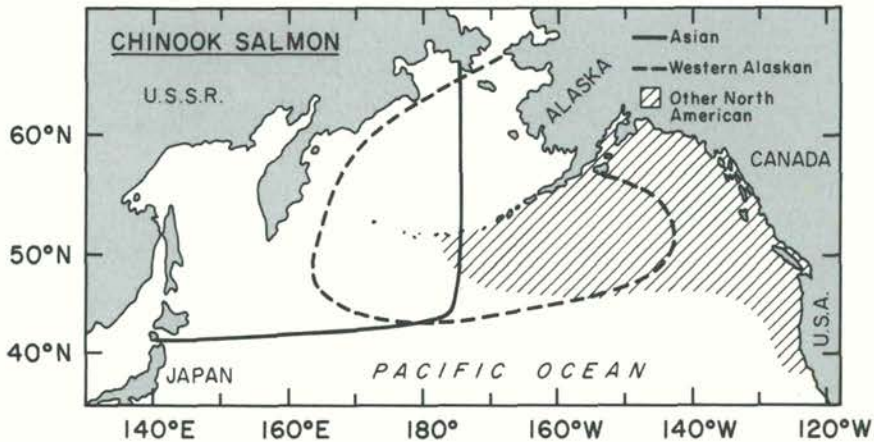 CHINOOK SALMON
Asian
Western Alaskan
Other North
American
U.S.S.R.
ALASKA
CANADA
U.S.A.
JAPAN
PACIFIC OCEAN
60°N
50°N
40°N
140°E
160°E
180°
160°W
140°W
120°W